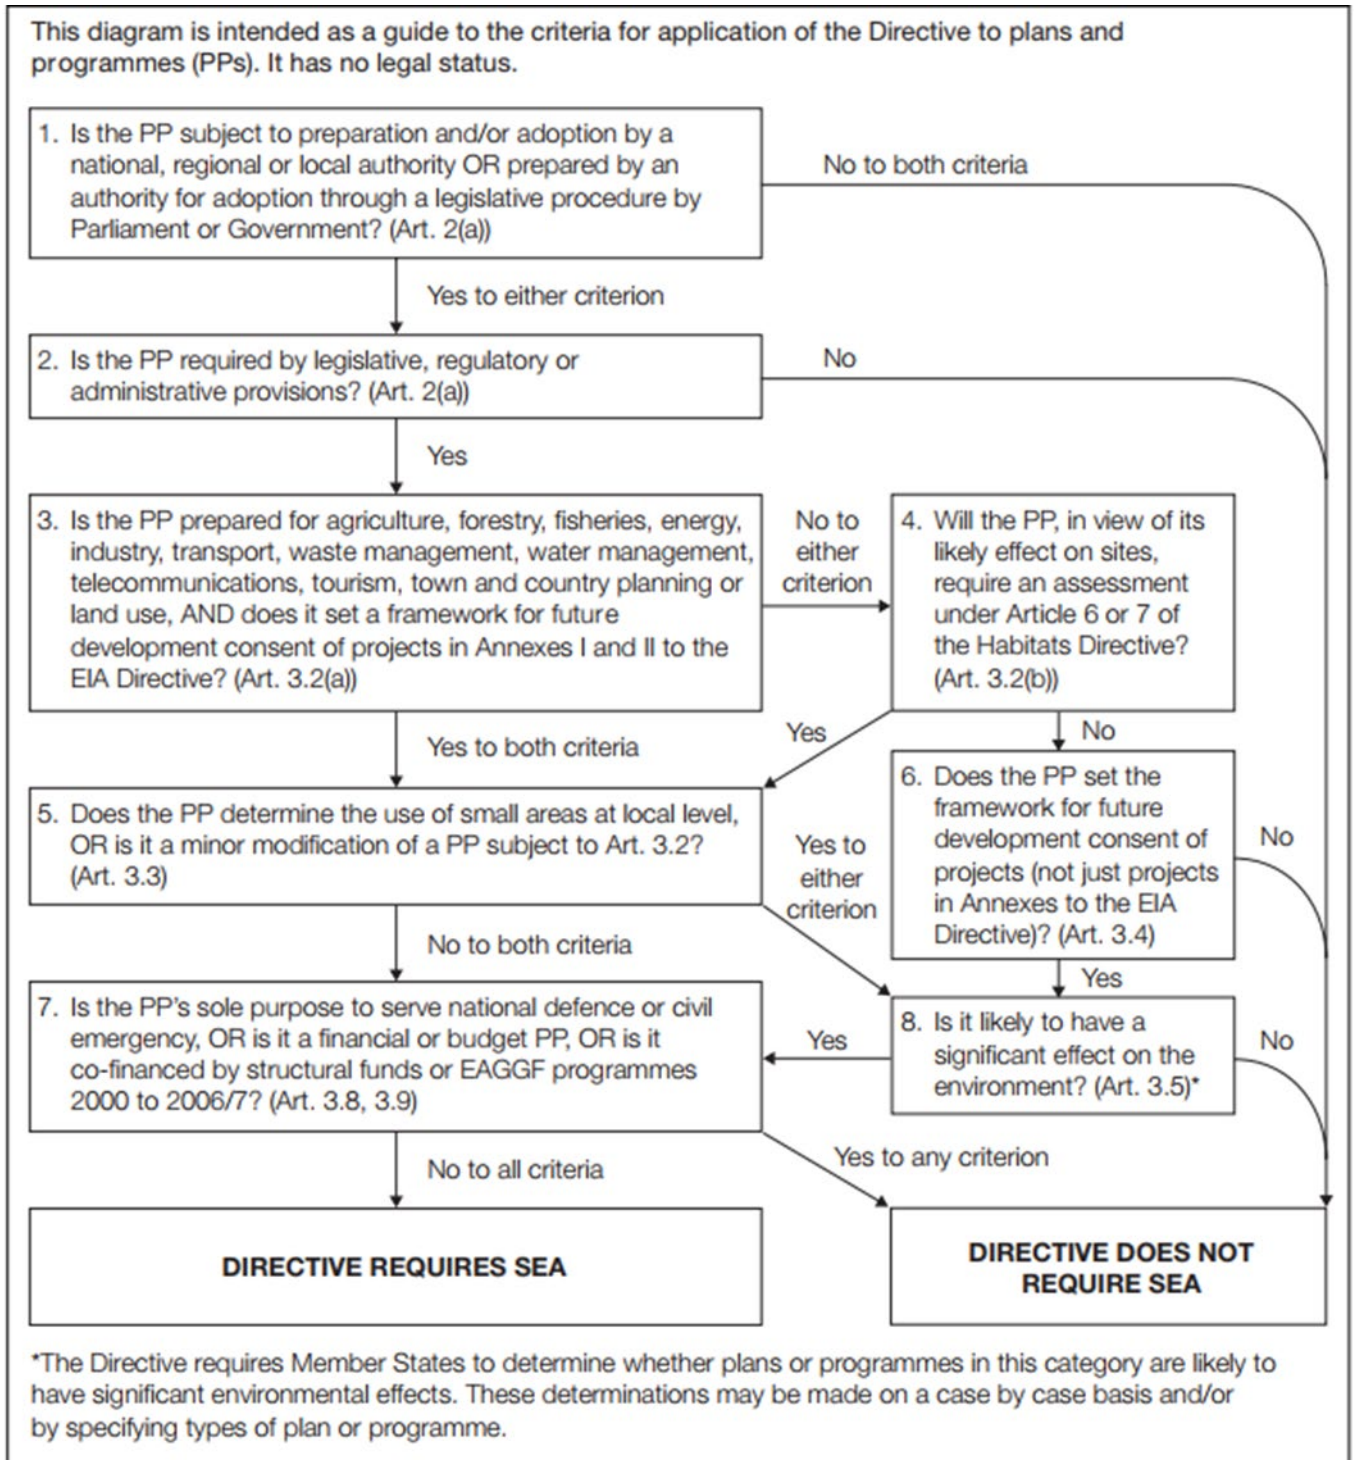 This diagram is intended as a guide to the criteria for application of the Directive to plans and
programmes (PPs). It has no legal status.
1. Is the PP subject to preparation and/or adoption by a
national, regional or local authority OR prepared by an
authority for adoption through a legislative procedure by
Parliament or Government? (Art. 2(a))
No to both criteria
Yes to either criterion
2. Is the PP required by legislative, regulatory or
administrative provisions? (Art. 2(a))
No
Yes
3. Is the PP prepared for agriculture, forestry, fisheries, energy,
industry, transport, waste management, water management,
telecommunications, tourism, town and country planning or
land use, AND does it set a framework for future
development consent of projects in Annexes I and II to the
EIA Directive? (Art. 3.2(a))
No to
either
criterion
4. Will the PP, in view of its
likely effect on sites,
require an assessment
under Article 6 or 7 of
the Habitats Directive?
(Art. 3.2(b))
Yes to both criteria
Yes
No
5. Does the PP determine the use of small areas at local level,
OR is it a minor modification of a PP subject to Art. 3.2?
(Art. 3.3)
Yes to
either
criterion
6. Does the PP set the
framework for future
development consent of
projects (not just projects
in Annexes to the EIA
Directive)? (Art. 3.4)
No
No to both criteria
Yes
7. Is the PP's sole purpose to serve national defence or civil
emergency, OR is it a financial or budget PP, OR is it
co-financed by structural funds or EAGGF programmes
2000 to 2006/7? (Art. 3.8, 3.9)
Yes
8. Is it likely to have a
significant effect on the
environment? (Art. 3.5)*
No
No to all criteria
Yes to any criterion
DIRECTIVE REQUIRES SEA
DIRECTIVE DOES NOT
REQUIRE SEA
*The Directive requires Member States to determine whether plans or programmes in this category are likely to
have significant environmental effects. These determinations may be made on a case by case basis and/or
by specifying types of plan or programme.